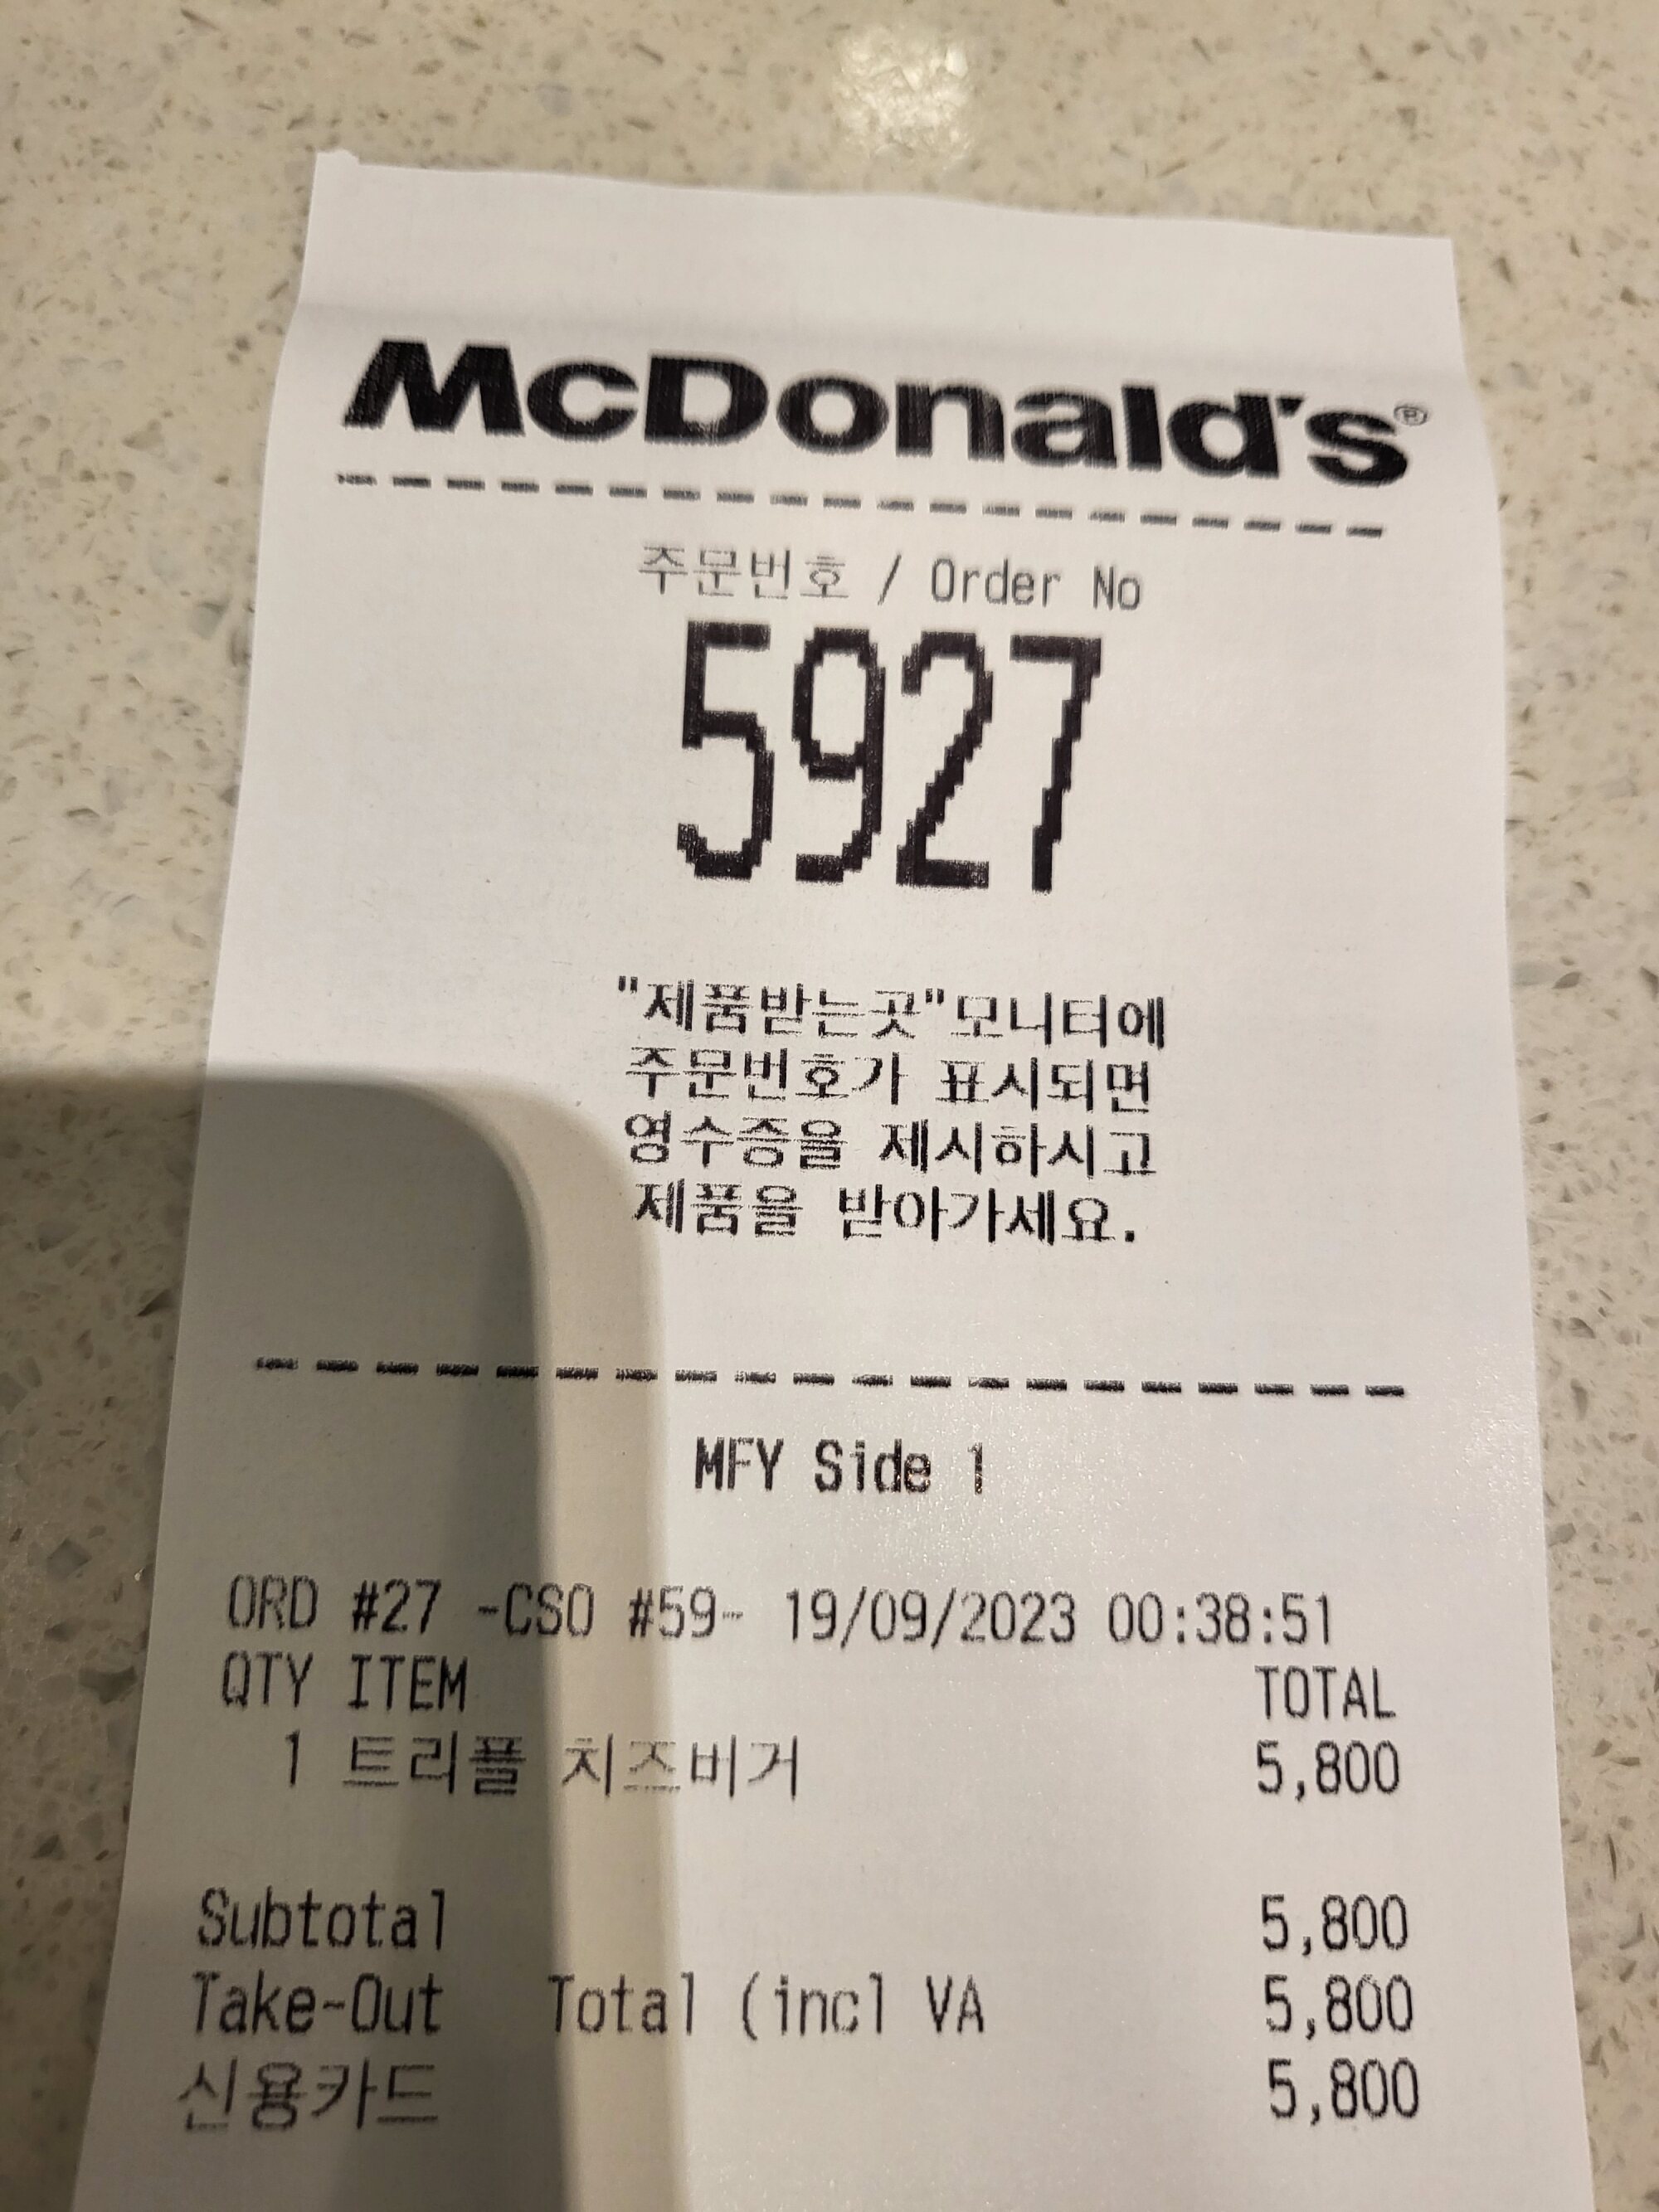 McDonald's®
주문번호 / Order No
5927
"제품받는곳"모니터에
주문번호가 표시되면
영수증을 제시하시고
제품을 받아가세요.
MFY Side 1
ORD #27 -CSO #59- 19/09/2023 00:38:51
QTY ITEM TOTAL
1 트리플 치즈버거 5,800
Subtotal 5,800
Take-Out Total (incl VA 5,800
신용카드 5,800